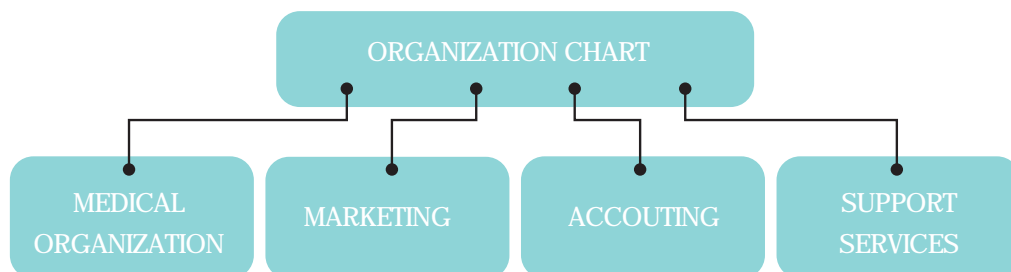 ORGANIZATION CHART
MEDICAL
ORGANIZATION
MARKETING
ACCOUTING
SUPPORT
SERVICES